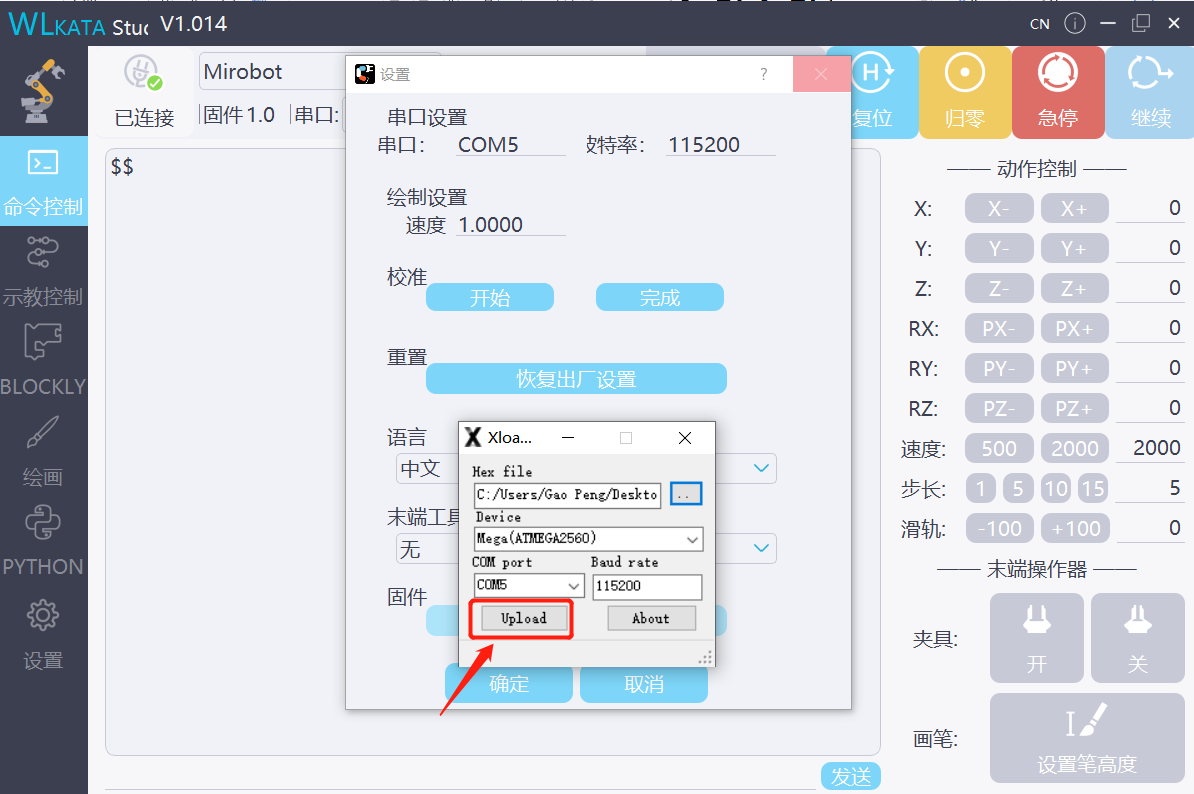 WLKATA Stuc V1.014
CN
已连接
Mirobot
固件 1.0
串口:
复位
归零
急停
继续
命令控制
示教控制
BLOCKLY
绘画
PYTHON
设置
$$
设置
?
串口设置
串口:
COM5
特率:
115200
绘制设置
速度
1.0000
校准
开始
完成
重置
恢复出厂设置
语言
中文
末端工具
无
固件
确定
取消
Xloa...
Hex file
C:/Users/Gao Peng/Deskto
..
Device
Mega(ATMEGA2560)
COM port
Baud rate
COM5
115200
Upload
About
动作控制
X: X- X+ 0
Y: Y- Y+ 0
Z: Z- Z+ 0
RX: PX- PX+ 0
RY: PY- PY+ 0
RZ: PZ- PZ+ 0
速度: 500 2000 2000
步长: 1 5 10 15 5
滑轨: -100 +100 0
末端操作器
夹具:
开
关
画笔:
设置笔高度
发送